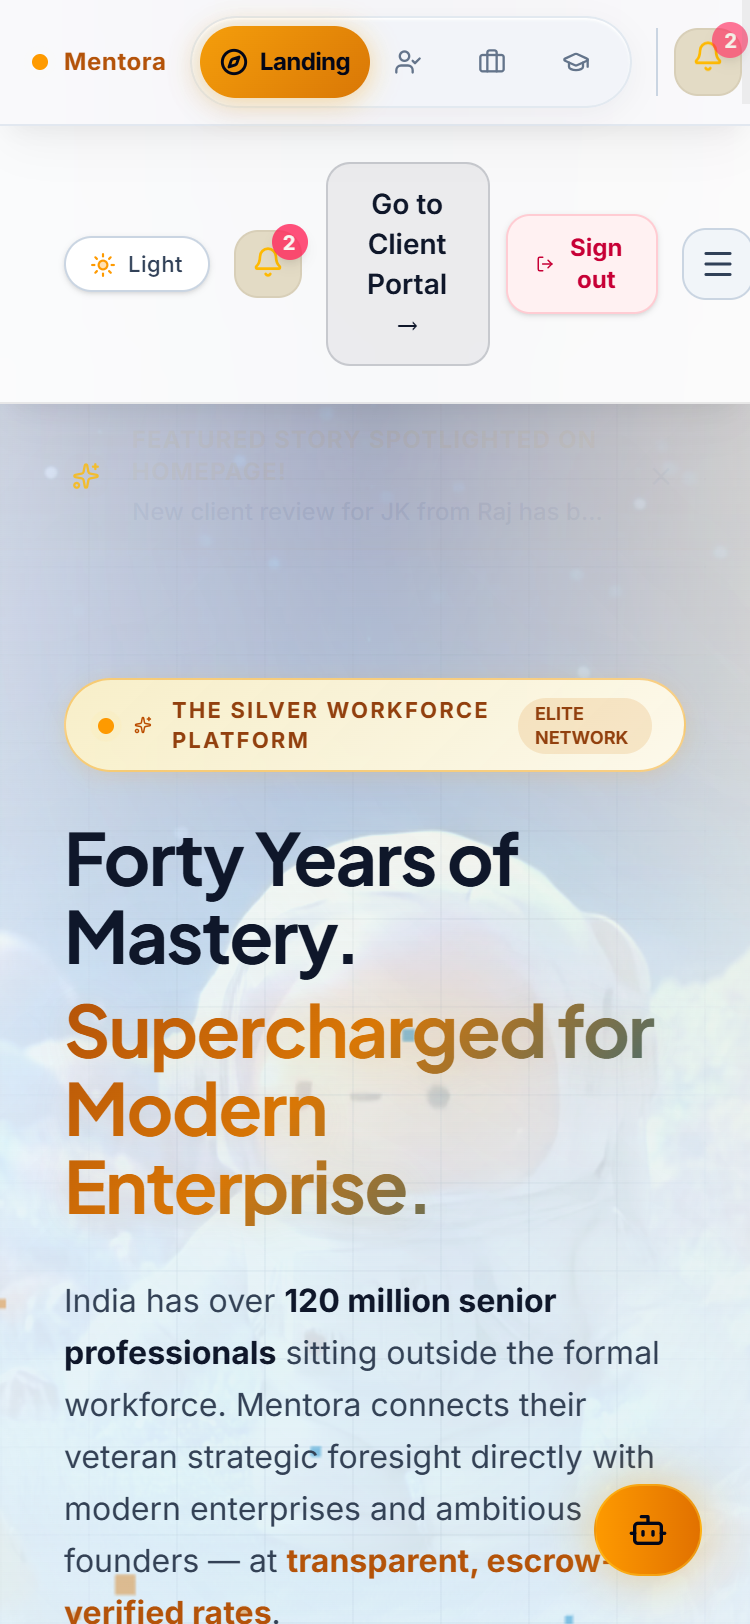 Mentora
Landing
2
Light
2
Go to
Client
Portal
→
Sign
out
FEATURED STORY SPOTLIGHTED ON
HOMEPAGE!
New client review for JK from Raj has b...
THE SILVER WORKFORCE
PLATFORM
ELITE
NETWORK
Forty Years of
Mastery.
Supercharged for
Modern
Enterprise.
India has over 120 million senior
professionals sitting outside the formal
workforce. Mentora connects their
veteran strategic foresight directly with
modern enterprises and ambitious
founders — at transparent, escrow-
verified rates.